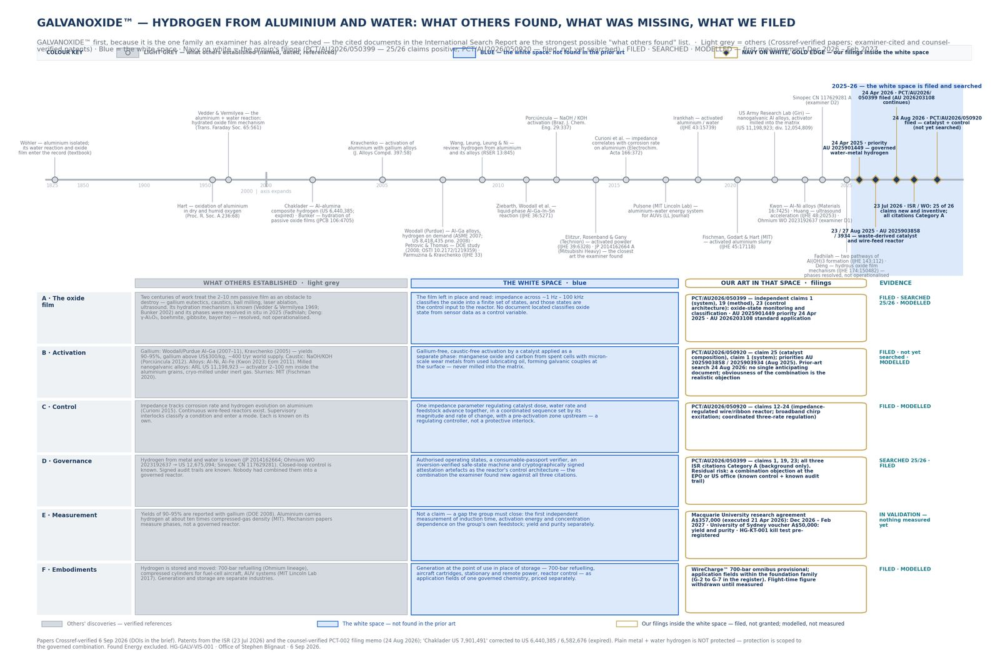 GALVANOXIDE™ — HYDROGEN FROM ALUMINIUM AND WATER: WHAT OTHERS FOUND, WHAT WAS MISSING, WHAT WE FILED
GALVANOXIDE™ first, because it is the one family an examiner has already searched — the cited documents in the International Search Report are the strongest possible "what others found" list. · Light grey = others (Crossref-verified papers; examiner-cited and counsel-
verified patents) · Blue = the white space · Navy on white = the group's filings (PCT/AU2026/050399 — 25/26 claims positive, PCT/AU2026/050920 — filed, not yet searched) · FILED · SEARCHED · MODELLED — first measurement Dec 2026 – Feb 2027
COLOUR KEY
LIGHT GREY — what others established (named, dated, referenced)
BLUE — the white space: not found in the prior art
NAVY ON WHITE, GOLD EDGE — our filings inside the white space
2025–26 — the white space is filed and searched
Sinopec CN 117629281 A
(examiner D2)
24 Apr 2026 · PCT/AU2026/
050399 filed (AU 2026203108
continues)
Vedder & Vermilyea — the
aluminium + water reaction;
hydrated oxide film mechanism
(Trans. Faraday Soc. 65:561)
Porciúncula — NaOH / KOH
activation (Braz. J. Chem.
Eng. 29:337)
Irankhah — activated
aluminium / water
(IJHE 43:15739)
US Army Research Lab (Giri) —
nanogalvanic Al alloys, activator
milled into the matrix
(US 11,198,923; div. 12,054,809)
24 Aug 2026 · PCT/AU2026/050920
filed — catalyst + control
(not yet searched)
Wöhler — aluminium isolated;
its water reaction and oxide
film enter the record (textbook)
Kravchenko — activation of
aluminium with gallium alloys
(J. Alloys Compd. 397:58)
Wang, Leung, Leung & Ni —
review: hydrogen from aluminium
and its alloys (RSER 13:845)
Curioni et al. — impedance
correlates with corrosion rate
on aluminium (Electrochim.
Acta 166:372)
24 Apr 2025 · priority
AU 2025901449 — governed
water–metal hydrogen
1825
1850
1900
1950
2000
2005
2010
2015
2020
2025
2000 | axis expands
Hart — oxidation of aluminium
in dry and humid oxygen
(Proc. R. Soc. A 236:68)
Chaklader — Al–alumina
composite hydrogen (US 6,440,385;
expired) · Bunker — hydration of
passive oxide films (JPCB 106:4705)
Ziebarth, Woodall et al. —
liquid-phase Al–Ga–In–Sn
reaction (IJHE 36:5271)
Pulsone (MIT Lincoln Lab) —
aluminium–water energy system
for AUVs (LL Journal)
Kwon — Al–Ni alloys (Materials
16:7425) · Huang — ultrasound
acceleration (IJHE 48:20253) ·
Ohmium WO 2023192637 (examiner D1)
23 Jul 2026 · ISR / WO: 25 of 26
claims new and inventive;
all citations Category A
Woodall (Purdue) — Al–Ga alloys,
hydrogen on demand (ASME 2007;
US 8,418,435 prio. 2008) ·
Petrovic & Thomas — DOE study
(2008; OSTI 10.2172/1219359) ·
Parmuzina & Kravchenko (IJHE 33)
Elitzur, Rosenband & Gany
(Technion) — activated powder
(IJHE 39:6328) · JP 2014162664 A
(Mitsubishi Heavy) — the closest
art the examiner found
Fischman, Godart & Hart (MIT)
— activated aluminium slurry
(IJHE 45:17118)
23 / 27 Aug 2025 · AU 2025903858
/ 3934 — waste-derived catalyst
and wire-feed reactor
Fadhilah — two pathways of
Al(OH)3 formation (IJHE 143:112) ·
Deng — hydrous oxide film
mechanism (IJHE 174:150482) —
phases resolved, not operationalised
WHAT OTHERS ESTABLISHED · light grey
THE WHITE SPACE · blue
OUR ART IN THAT SPACE · filings
EVIDENCE
A · The oxide
film
Two centuries of work treat the 2–10 nm passive film as an obstacle to
destroy — gallium eutectics, caustics, ball milling, laser ablation,
ultrasound. Its hydration mechanism is known (Vedder & Vermilyea 1969;
Bunker 2002) and its phases were resolved in situ in 2025 (Fadhilah; Deng:
γ-Al₂O₃, boehmite, gibbsite, bayerite) — resolved, not operationalised.
The film left in place and read: impedance across ~1 Hz – 100 kHz
classifies the oxide into a finite set of states, and those states are
the control input to the reactor. No document located classifies oxide
state from sensor data as a control variable.
PCT/AU2026/050399 — independent claims 1
(system), 19 (method), 23 (control
architecture): oxide-state monitoring and
classification · AU 2025901449 priority 24 Apr
2025 · AU 2026203108 standard application
FILED · SEARCHED
25/26 · MODELLED
B · Activation
Gallium: Woodall/Purdue Al–Ga (2007–11), Kravchenko (2005) — yields
90–95%, gallium above US$300/kg, ~400 t/yr world supply. Caustic: NaOH/KOH
(Porciúncula 2012). Alloys: Al–Ni, Al–Fe (Kwon 2023; Eom 2011). Milled
nanogalvanic alloys: ARL US 11,198,923 — activator 2–100 nm inside the
aluminium grains, cryo-milled under inert gas. Slurries: MIT (Fischman
2020).
Gallium-free, caustic-free activation by a catalyst applied as a
separate phase: manganese oxide and carbon from spent cells with micron-
scale wear metals from used lubricating oil, forming galvanic couples at
the surface — never milled into the matrix.
PCT/AU2026/050920 — claim 25 (catalyst
composition), claim 1 (system); priorities AU
2025903858 / 2025903934 (Aug 2025). Prior-art
search 24 Aug 2026: no single anticipating
document; obviousness of the combination is the
realistic objection
FILED · not yet
searched ·
MODELLED
C · Control
Impedance tracks corrosion rate and hydrogen evolution on aluminium
(Curioni 2015). Continuous wire-feed reactors exist. Supervisory
interlocks classify a condition and enter a mode. Each is known on its
own.
One impedance parameter regulating catalyst dose, water rate and
feedstock advance together, in a coordinated sequence set by its
magnitude and rate of change, with a pre-activation zone upstream — a
regulating controller, not a protective interlock.
PCT/AU2026/050920 — claims 12–24 (impedance-
regulated wire/ribbon reactor; broadband chirp
excitation; coordinated three-rate regulation)
FILED · MODELLED
D · Governance
Hydrogen from metal and water is known (JP 2014162664; Ohmium WO
2023192637 → US 12,675,094; Sinopec CN 117629281). Closed-loop control is
known. Signed audit trails are known. Nobody had combined them into a
governed reactor.
Authorised operating states, a consumable-passport verifier, an
inversion-verified safe-state machine and cryptographically signed
attestation artefacts as the reactor's control architecture — the
combination the examiner found new against all three citations.
PCT/AU2026/050399 — claims 1, 19, 23; all three
ISR citations Category A (background only).
Residual risk: a combination objection at the
EPO or US office (known control + known audit
trail)
SEARCHED 25/26 ·
FILED
E · Measurement
Yields of 90–95% are reported with gallium (DOE 2008). Aluminium carries
hydrogen at about ten times compressed-gas density (MIT). Mechanism papers
measure phases, not a governed reactor.
Not a claim — a gap the group must close: the first independent
measurement of induction time, activation energy and concentration
dependence on the group's own feedstock; yield and purity separately.
Macquarie University research agreement
A$357,000 (executed 21 Apr 2026): Dec 2026 – Feb
2027 · University of Sydney voucher A$50,000:
yield and purity · HG-KT-001 kill test pre-
registered
IN VALIDATION —
nothing measured
yet
F · Embodiments
Hydrogen is stored and moved: 700-bar refuelling (Ohmium lineage),
compressed cylinders for fuel-cell aircraft, AUV systems (MIT Lincoln Lab
2017). Generation and storage are separate industries.
Generation at the point of use in place of storage — 700-bar refuelling,
aircraft cartridges, stationary and remote power, reactor control — as
application fields of one governed chemistry, priced separately.
WireCharge™ 700-bar omnibus provisional;
application fields within the foundation family
(G-2 to G-7 in the register). Flight-time figure
withdrawn until measured
FILED · MODELLED
Others' discoveries — verified references
The white space — not found in the prior art
Our filings inside the white space — filed, not granted; modelled, not measured
Papers Crossref-verified 6 Sep 2026 (DOIs in the brief). Patents from the ISR (23 Jul 2026) and the counsel-verified PCT-002 filing memo (24 Aug 2026); 'Chaklader US 7,901,491' corrected to US 6,440,385 / 6,582,676 (expired). Plain metal + water hydrogen is NOT protected — protection is scoped to
the governed combination. Found Energy excluded. HG-GALV-VIS-001 · Office of Stephen Blignaut · 6 Sep 2026.